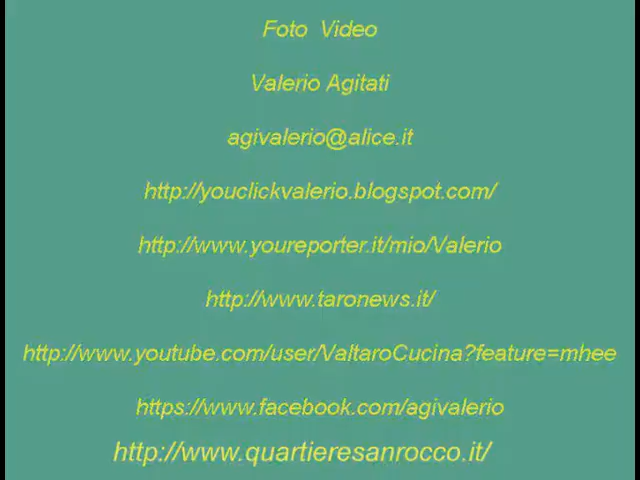 Foto Video
Valerio Agitati
agivalerio@alice.it
http://youclickvalerio.blogspot.com/
http://www.youreporter.it/mio/Valerio
http://www.taronews.it/
http://www.youtube.com/user/ValtaroCucina?feature=mhee
https://www.facebook.com/agivalerio
http://www.quartieresanrocco.it/